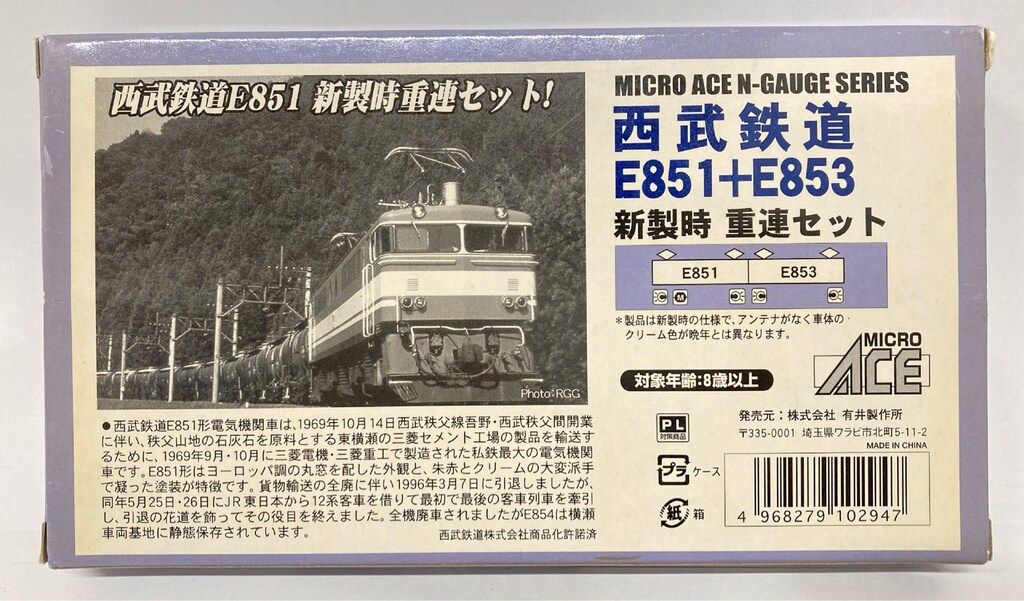 西武鉄道E851 新製時重連セット!
Photo:RGG
●西武鉄道E851形電気機関車は、1969年10月14日西武秩父線吾野・西武秩父間開業
に伴い、秩父山地の石灰石を原料とする東横瀬の三菱セメント工場の製品を輸送す
るために、1969年9月・10月に三菱電機・三菱重工で製造された私鉄最大の電気機関
車です。E851形はヨーロッパ調の丸窓を配した外観と、朱赤とクリームの大変派手
で凝った塗装が特徴です。貨物輸送の全廃に伴い1996年3月7日に引退しましたが、
同年5月25日・26日にJR東日本から12系客車を借りて最初で最後の客車列車を牽引
し、引退の花道を飾ってその役目を終えました。全機廃車されましたがE854は横瀬
車両基地に静態保存されています。
西武鉄道株式会社商品化許諾済
MICRO ACE N-GAUGE SERIES
西武鉄道
E851+E853
新製時 重連セット
E851 E853
M
*製品は新製時の仕様で、アンテナがなく車体の
クリーム色が晩年とは異なります。
MICRO
ACE
対象年齢:8歳以上
発売元:株式会社 有井製作所
〒335-0001 埼玉県ワラビ市北町5-11-2
MADE IN CHINA
PL
対策商品
プラ ケース
紙 箱
4 968279 102947